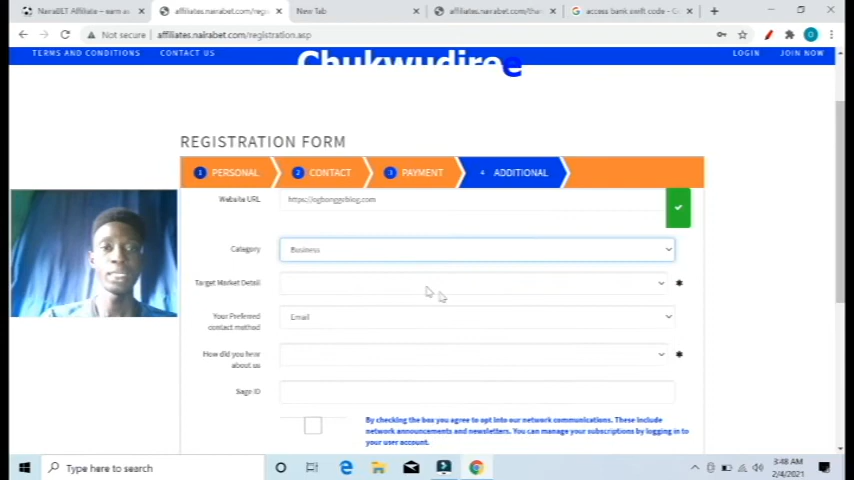 NairaBET Affiliate – earn as
affiliates.nairabet.com/regi
New Tab
affiliates.nairabet.com/tha
access bank swift code - G
Not secure
affiliates.nairabet.com/registration.asp
TERMS AND CONDITIONS
CONTACT US
Chukwudiree
LOGIN
JOIN NOW
REGISTRATION FORM
1 PERSONAL
2 CONTACT
3 PAYMENT
4 ADDITIONAL
Website URL
Category
Business
Target Market Detail
Your Preferred
contact method
Email
How did you hear
about us
Sage ID
By checking the box you agree to opt into our network communications. These include
network announcements and newsletters. You can manage your subscriptions by logging in to
your user account.
Type here to search
3:48 AM
2/4/2021